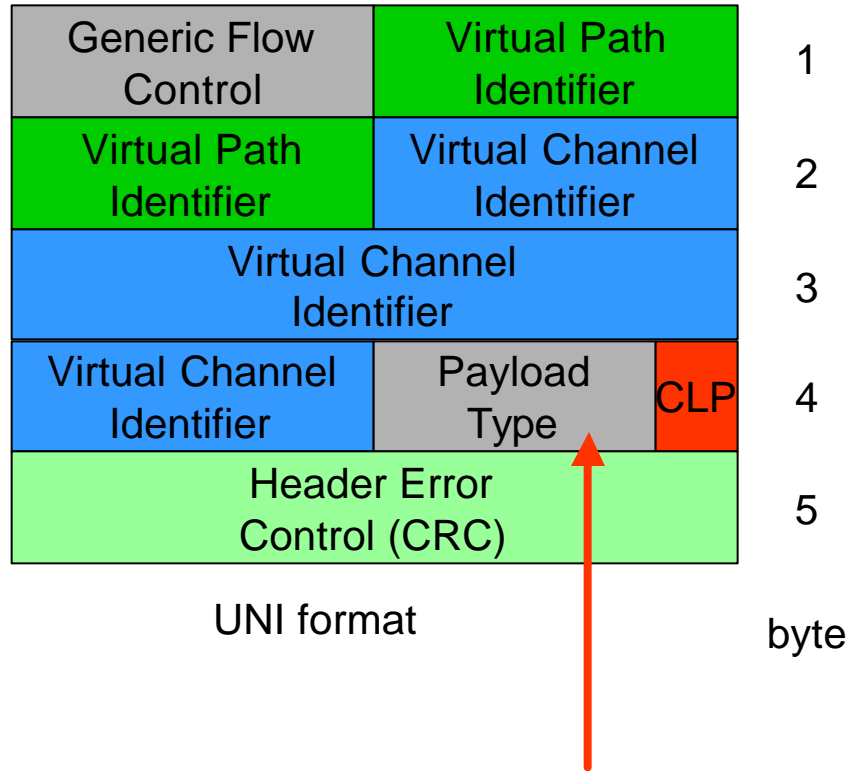 Generic Flow
Control
Virtual Path
Identifier
1
Virtual Path
Identifier
Virtual Channel
Identifier
2
Virtual Channel
Identifier
3
Virtual Channel
Identifier
Payload
Type
CLP
4
Header Error
Control (CRC)
5
UNI format
byte